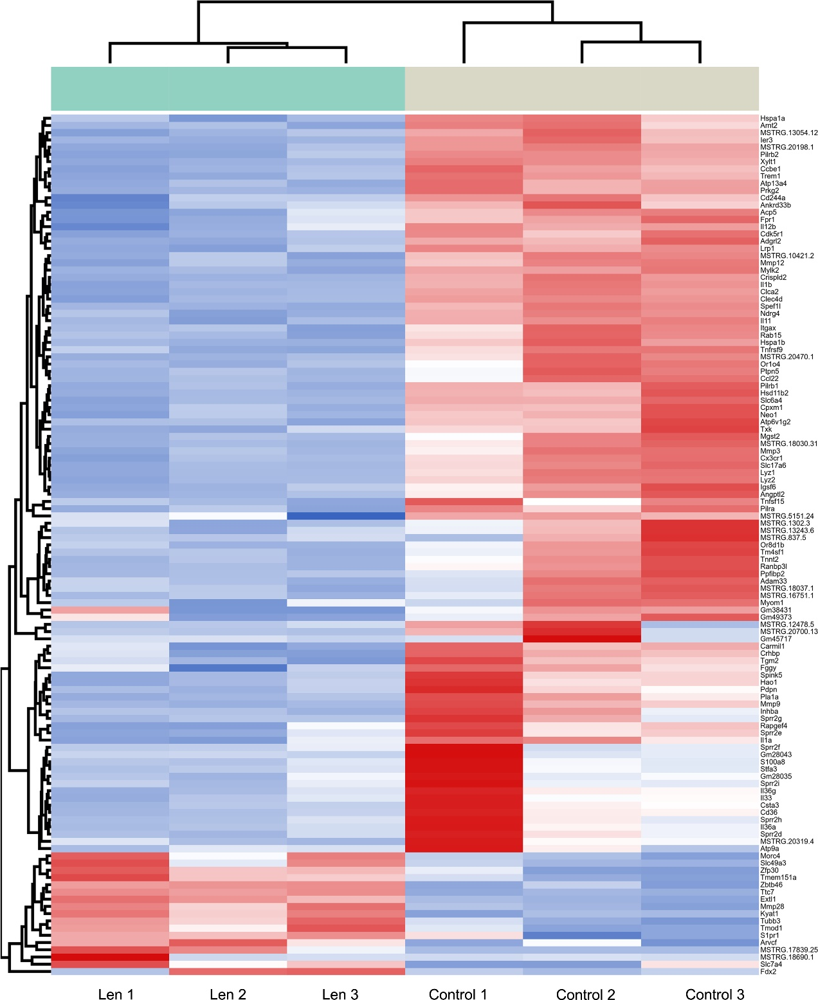 Hspa1a
Arnt2
MSTRG.13054.12
Ier3
MSTRG.20198.1
Pilrb2
Xylt1
Ccbe1
Trem1
Atp13a4
Prkg2
Cd244a
Ankrd33b
Acp5
Fpr1
Il12b
Cdk5r1
Adgrl2
Lrp1
MSTRG.10421.2
Mmp12
Mylk2
Crispld2
Il1b
Clca2
Clec4d
Spef1l
Ndrg4
Il11
Itgax
Rab15
Hspa1b
Tnfrsf9
MSTRG.20470.1
Or1o4
Ptpn5
Ccl22
Pilrb1
Hsd11b2
Slc6a4
Cpxm1
Neo1
Atp6v1g2
Txk
Mgst2
MSTRG.18030.31
Mmp3
Cx3cr1
Slc17a6
Lyz1
Lyz2
Igsf6
Angptl2
Tnfsf15
Pilra
MSTRG.5151.24
MSTRG.1302.3
MSTRG.13243.6
MSTRG.837.5
Or8d1b
Tm4sf1
Tnnt2
Ranbp3l
Ppfibp2
Adam33
MSTRG.18037.1
MSTRG.16751.1
Myom1
Gm38431
Gm49373
MSTRG.12478.5
MSTRG.20700.13
Gm45717
Carmil1
Crhbp
Tgm2
Fggy
Spink5
Hao1
Pdpn
Pla1a
Mmp9
Inhba
Sprr2g
Rapgef4
Sprr2e
Il1a
Sprr2f
Gm28043
S100a8
Stfa3
Gm28035
Sprr2i
Il36g
Il33
Csta3
Cd36
Sprr2h
Il36a
Sprr2d
MSTRG.20319.4
Atp9a
Morc4
Slc49a3
Zfp30
Tmem151a
Zbtb46
Ttc7
Extl1
Mmp28
Kyat1
Tubb3
Tmod1
S1pr1
Arvcf
MSTRG.17839.25
MSTRG.18690.1
Slc7a4
Fdx2
Len 1 Len 2 Len 3 Control 1 Control 2 Control 3